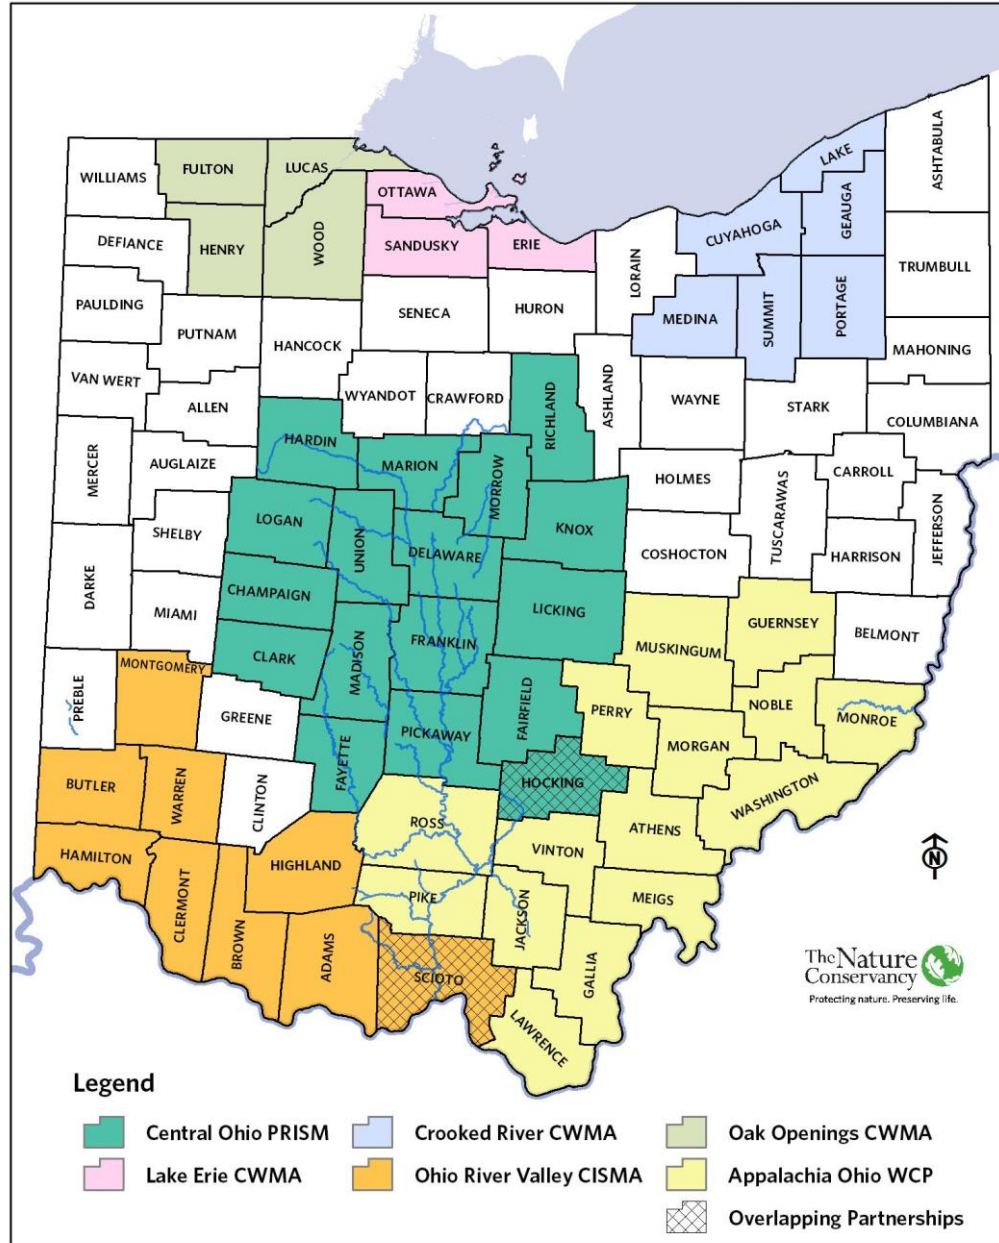 WILLIAMS
FULTON
LUCAS
OTTAWA
LAKE
ASHTABULA
DEFIANCE
HENRY
WOOD
SANDUSKY
ERIE
LORAIN
CUYAHOGA
GEAUGA
TRUMBULL
PAULDING
PUTNAM
HANCOCK
SENECA
HURON
MEDINA
SUMMIT
PORTAGE
MAHONING
VAN WERT
ALLEN
WYANDOT
CRAWFORD
RICHLAND
ASHLAND
WAYNE
STARK
COLUMBIANA
MERCER
AUGLAIZE
HARDIN
MARION
MORROW
KNOX
HOLMES
TUSCARAWAS
CARROLL
JEFFERSON
SHELBY
LOGAN
UNION
DELAWARE
COSHOCTON
HARRISON
DARKE
MIAMI
CHAMPAIGN
LICKING
MUSKINGUM
GUERNSEY
BELMONT
CLARK
MADISON
FRANKLIN
PREBLE
MONTGOMERY
GREENE
FAYETTE
PICKAWAY
FAIRFIELD
PERRY
MORGAN
NOBLE
MONROE
BUTLER
WARREN
CLINTON
HOCKING
WASHINGTON
HAMILTON
CLERMONT
BROWN
HIGHLAND
ADAMS
ROSS
VINTON
ATHENS
PIKE
JACKSON
MEIGS
SCIOTO
GALLIA
LAWRENCE
N
The Nature
Conservancy
Protecting nature. Preserving life.
Legend
Central Ohio PRISM
Crooked River CWMA
Oak Openings CWMA
Lake Erie CWMA
Ohio River Valley CISMA
Appalachia Ohio WCP
Overlapping Partnerships